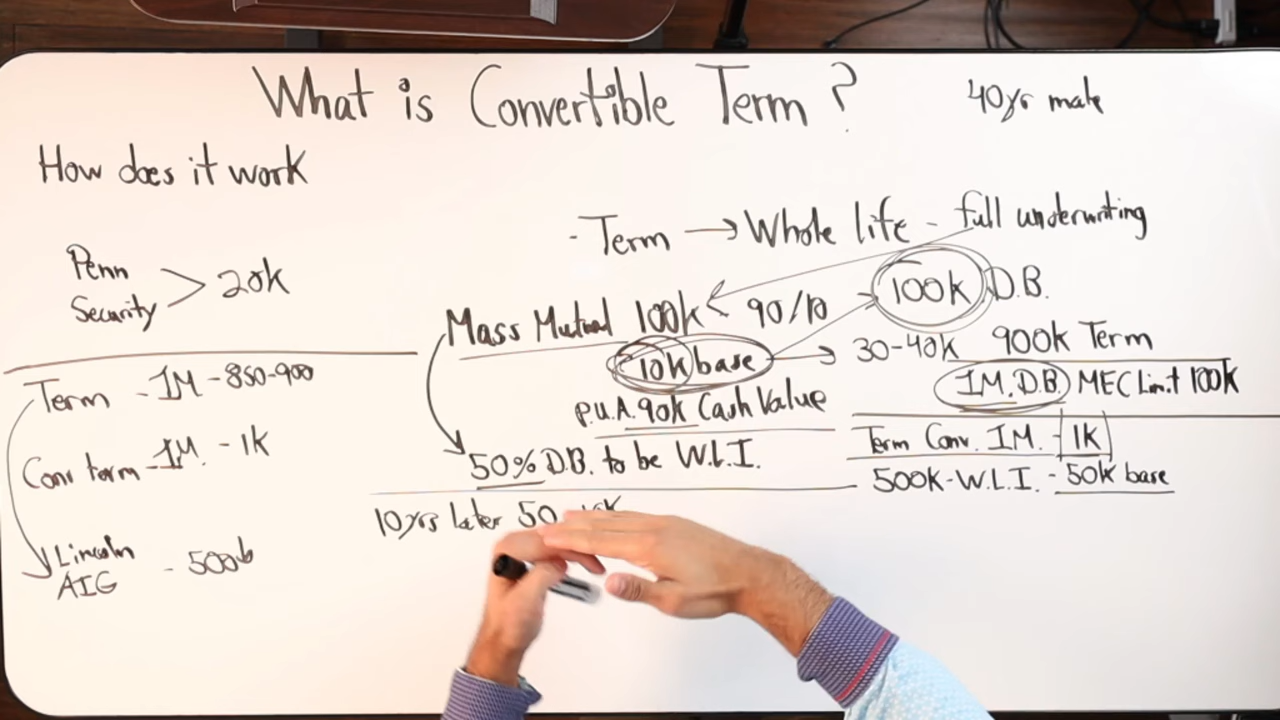 What is Convertible Term ?
40yr male
How does it work
- Term → Whole life - full underwriting
Penn
Security > 20k
100k D.B.
Mass Mutual 100k 90/10
10k base → 30-40k 900k Term
1M. D.B. MEC Limit 100k
P.U.A. 90k Cash Value
50% D.B. to be W.L.I.
Term Conv. 1M. - 1K
500K - W.L.I. - 50k base
Term - 1M - 850-900
Conv term - 1M. - 1K
Lincoln
AIG - 500
10yrs later 50